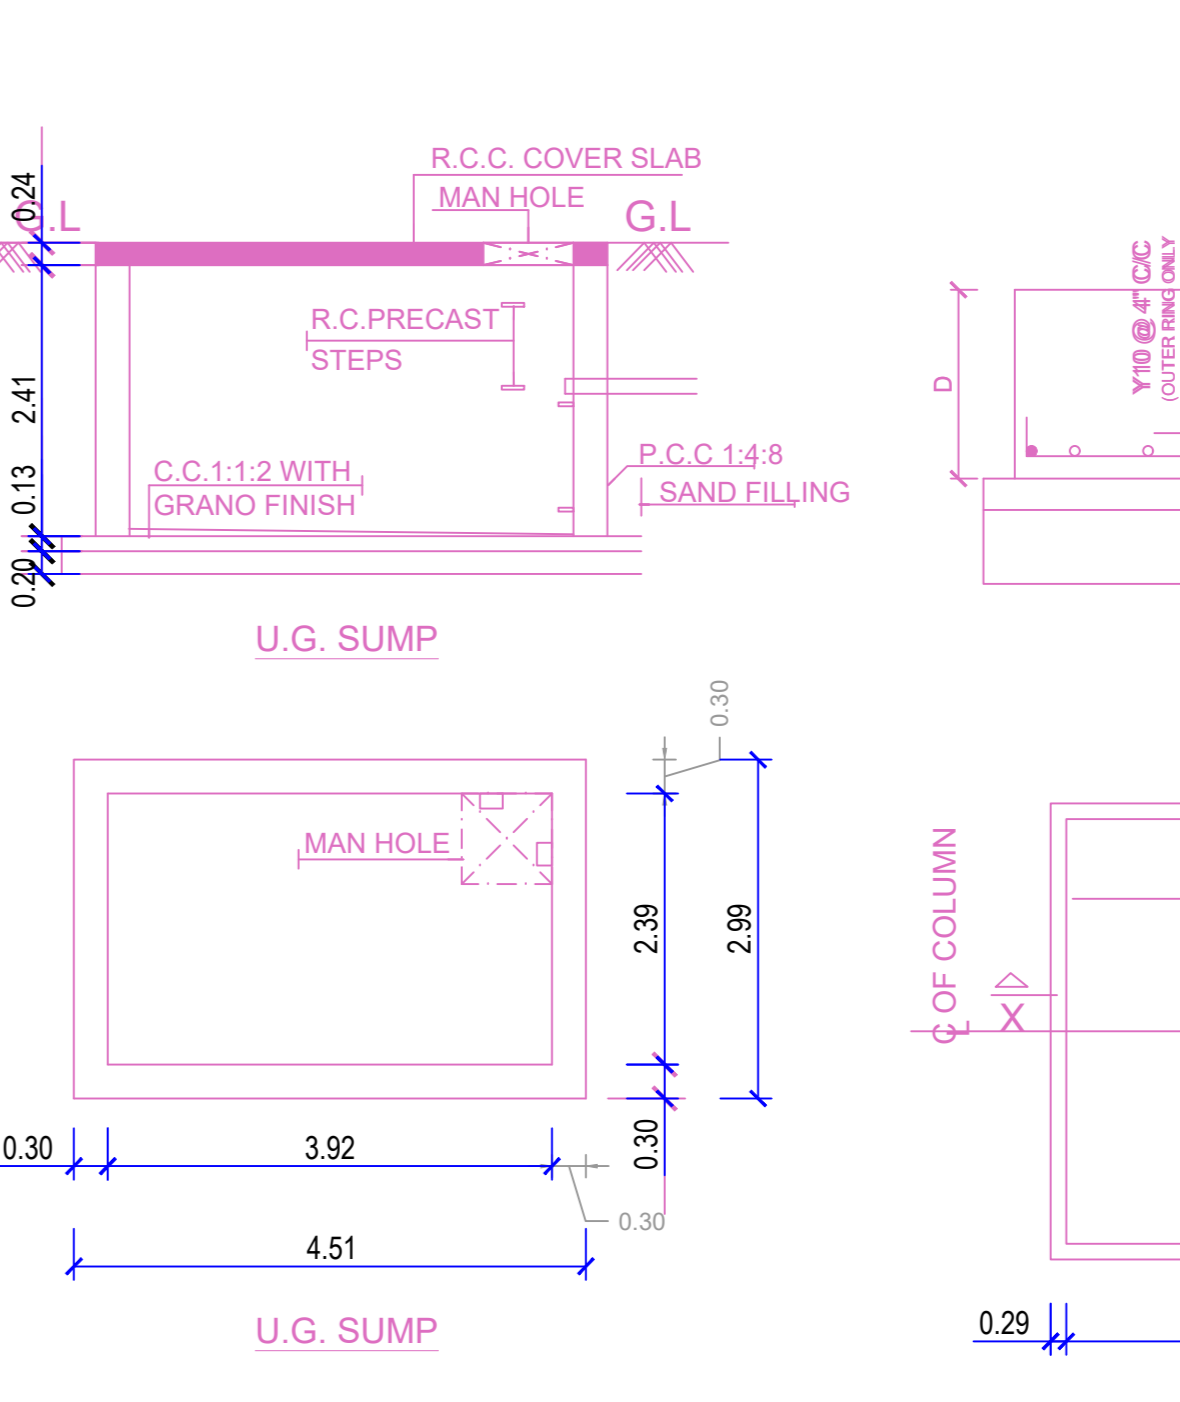 R.C.C. COVER SLAB
MAN HOLE
G.L
G.L
0.24
R.C.PRECAST
STEPS
2.41
C.C.1:1:2 WITH
GRANO FINISH
0.13
P.C.C 1:4:8
SAND FILLING
0.20
U.G. SUMP
D
Y10 @ 4" C/C
(OUTER RING ONLY
0.30
MAN HOLE
2.39
2.99
0.30
3.92
0.30
0.30
4.51
U.G. SUMP
C OF COLUMN
L
X
0.29